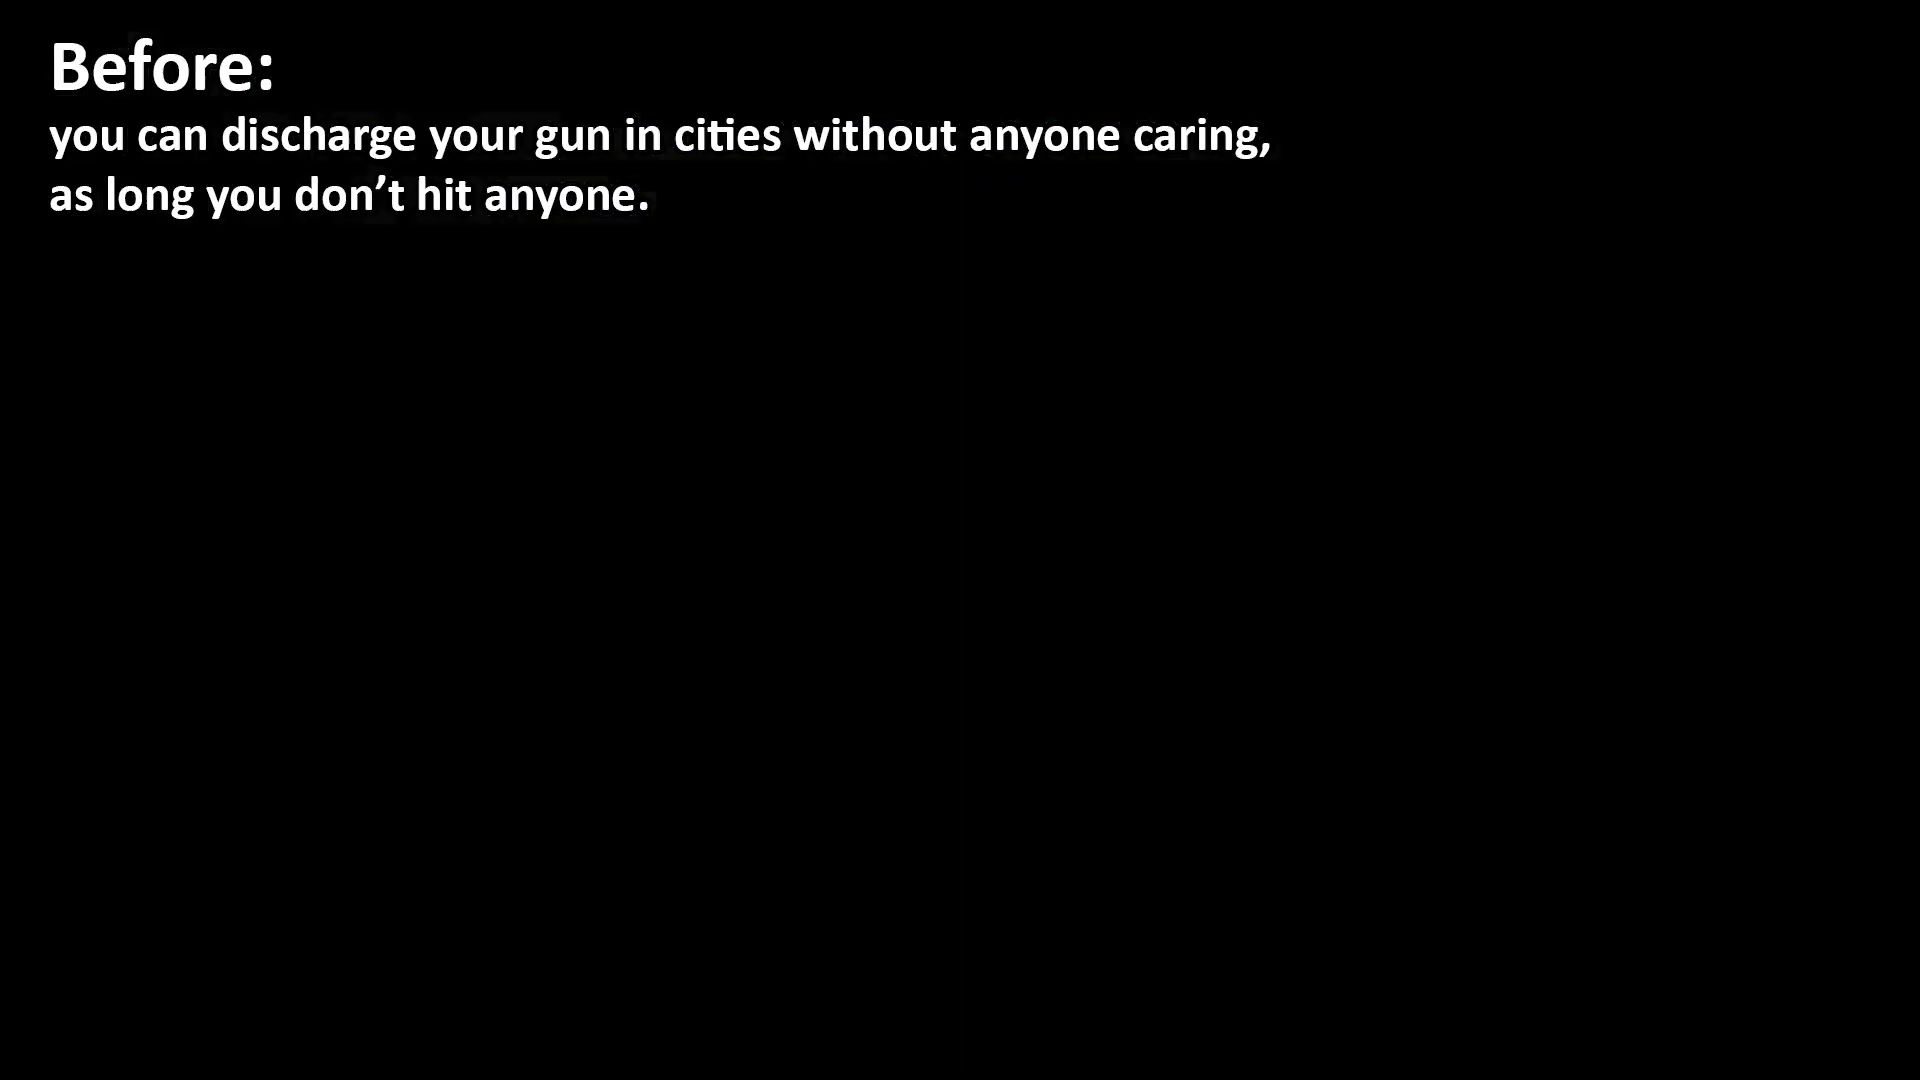 Before:
you can discharge your gun in cities without anyone caring,
as long you don’t hit anyone.